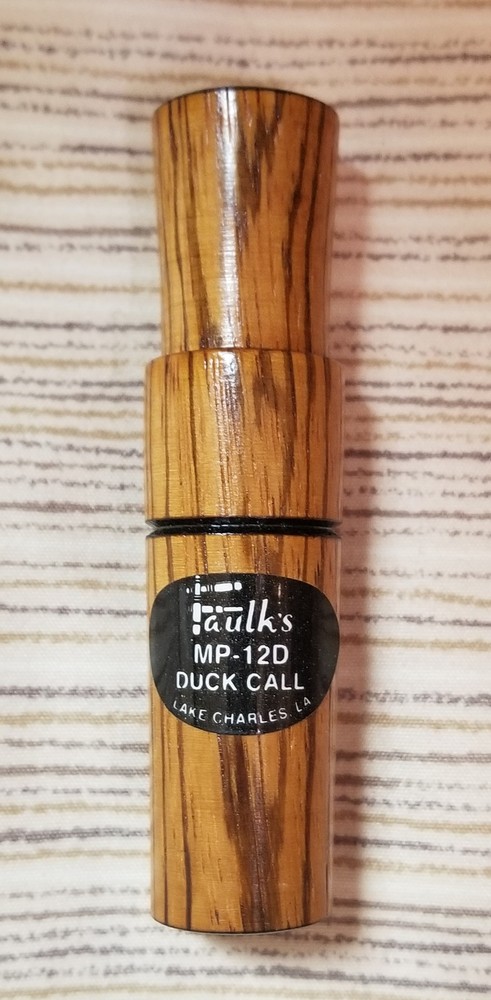 Faulk's
MP-12D
DUCK CALL
LAKE CHARLES, LA